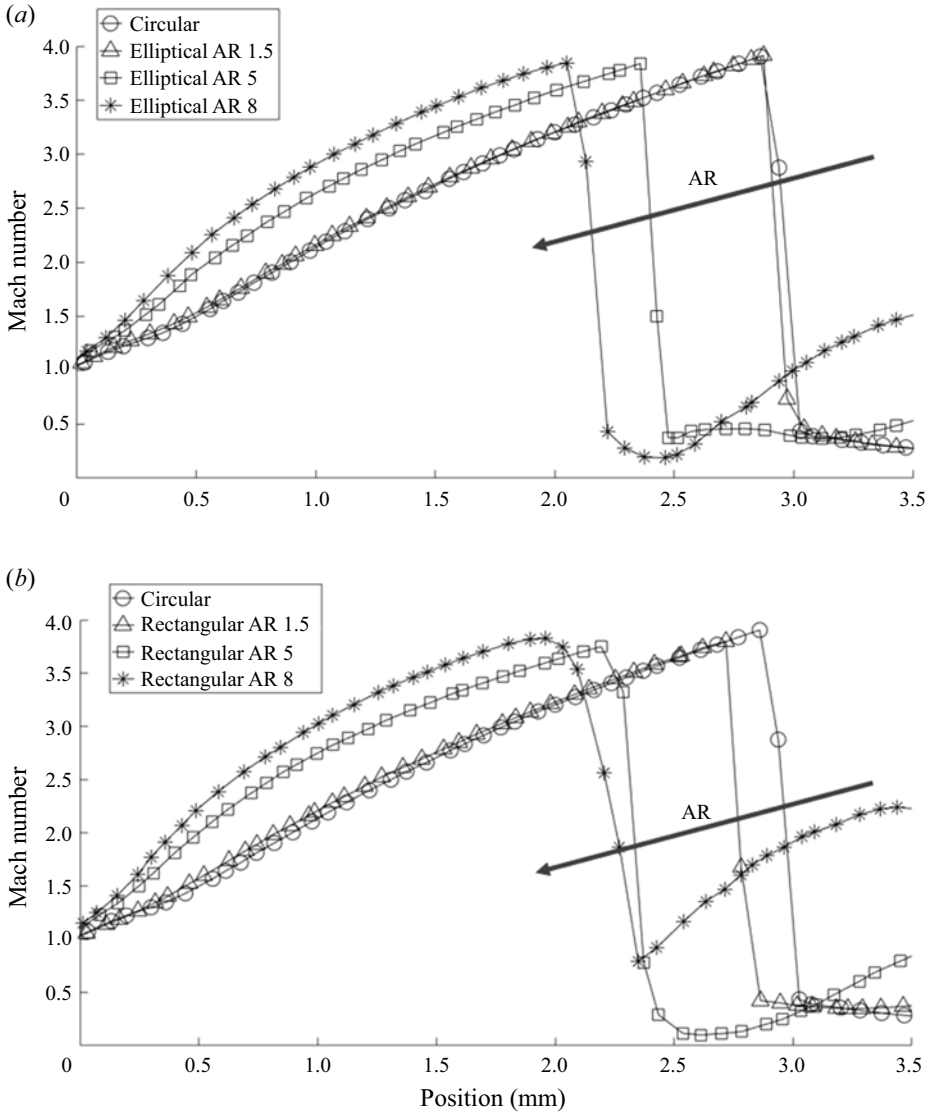 (a)
Circular
Elliptical AR 1.5
Elliptical AR 5
Elliptical AR 8
4.0
3.5
3.0
2.5
2.0
1.5
1.0
0.5
Mach number
AR
0 0.5 1.0 1.5 2.0 2.5 3.0 3.5
(b)
Circular
Rectangular AR 1.5
Rectangular AR 5
Rectangular AR 8
4.0
3.5
3.0
2.5
2.0
1.5
1.0
0.5
Mach number
AR
0 0.5 1.0 1.5 2.0 2.5 3.0 3.5
Position (mm)